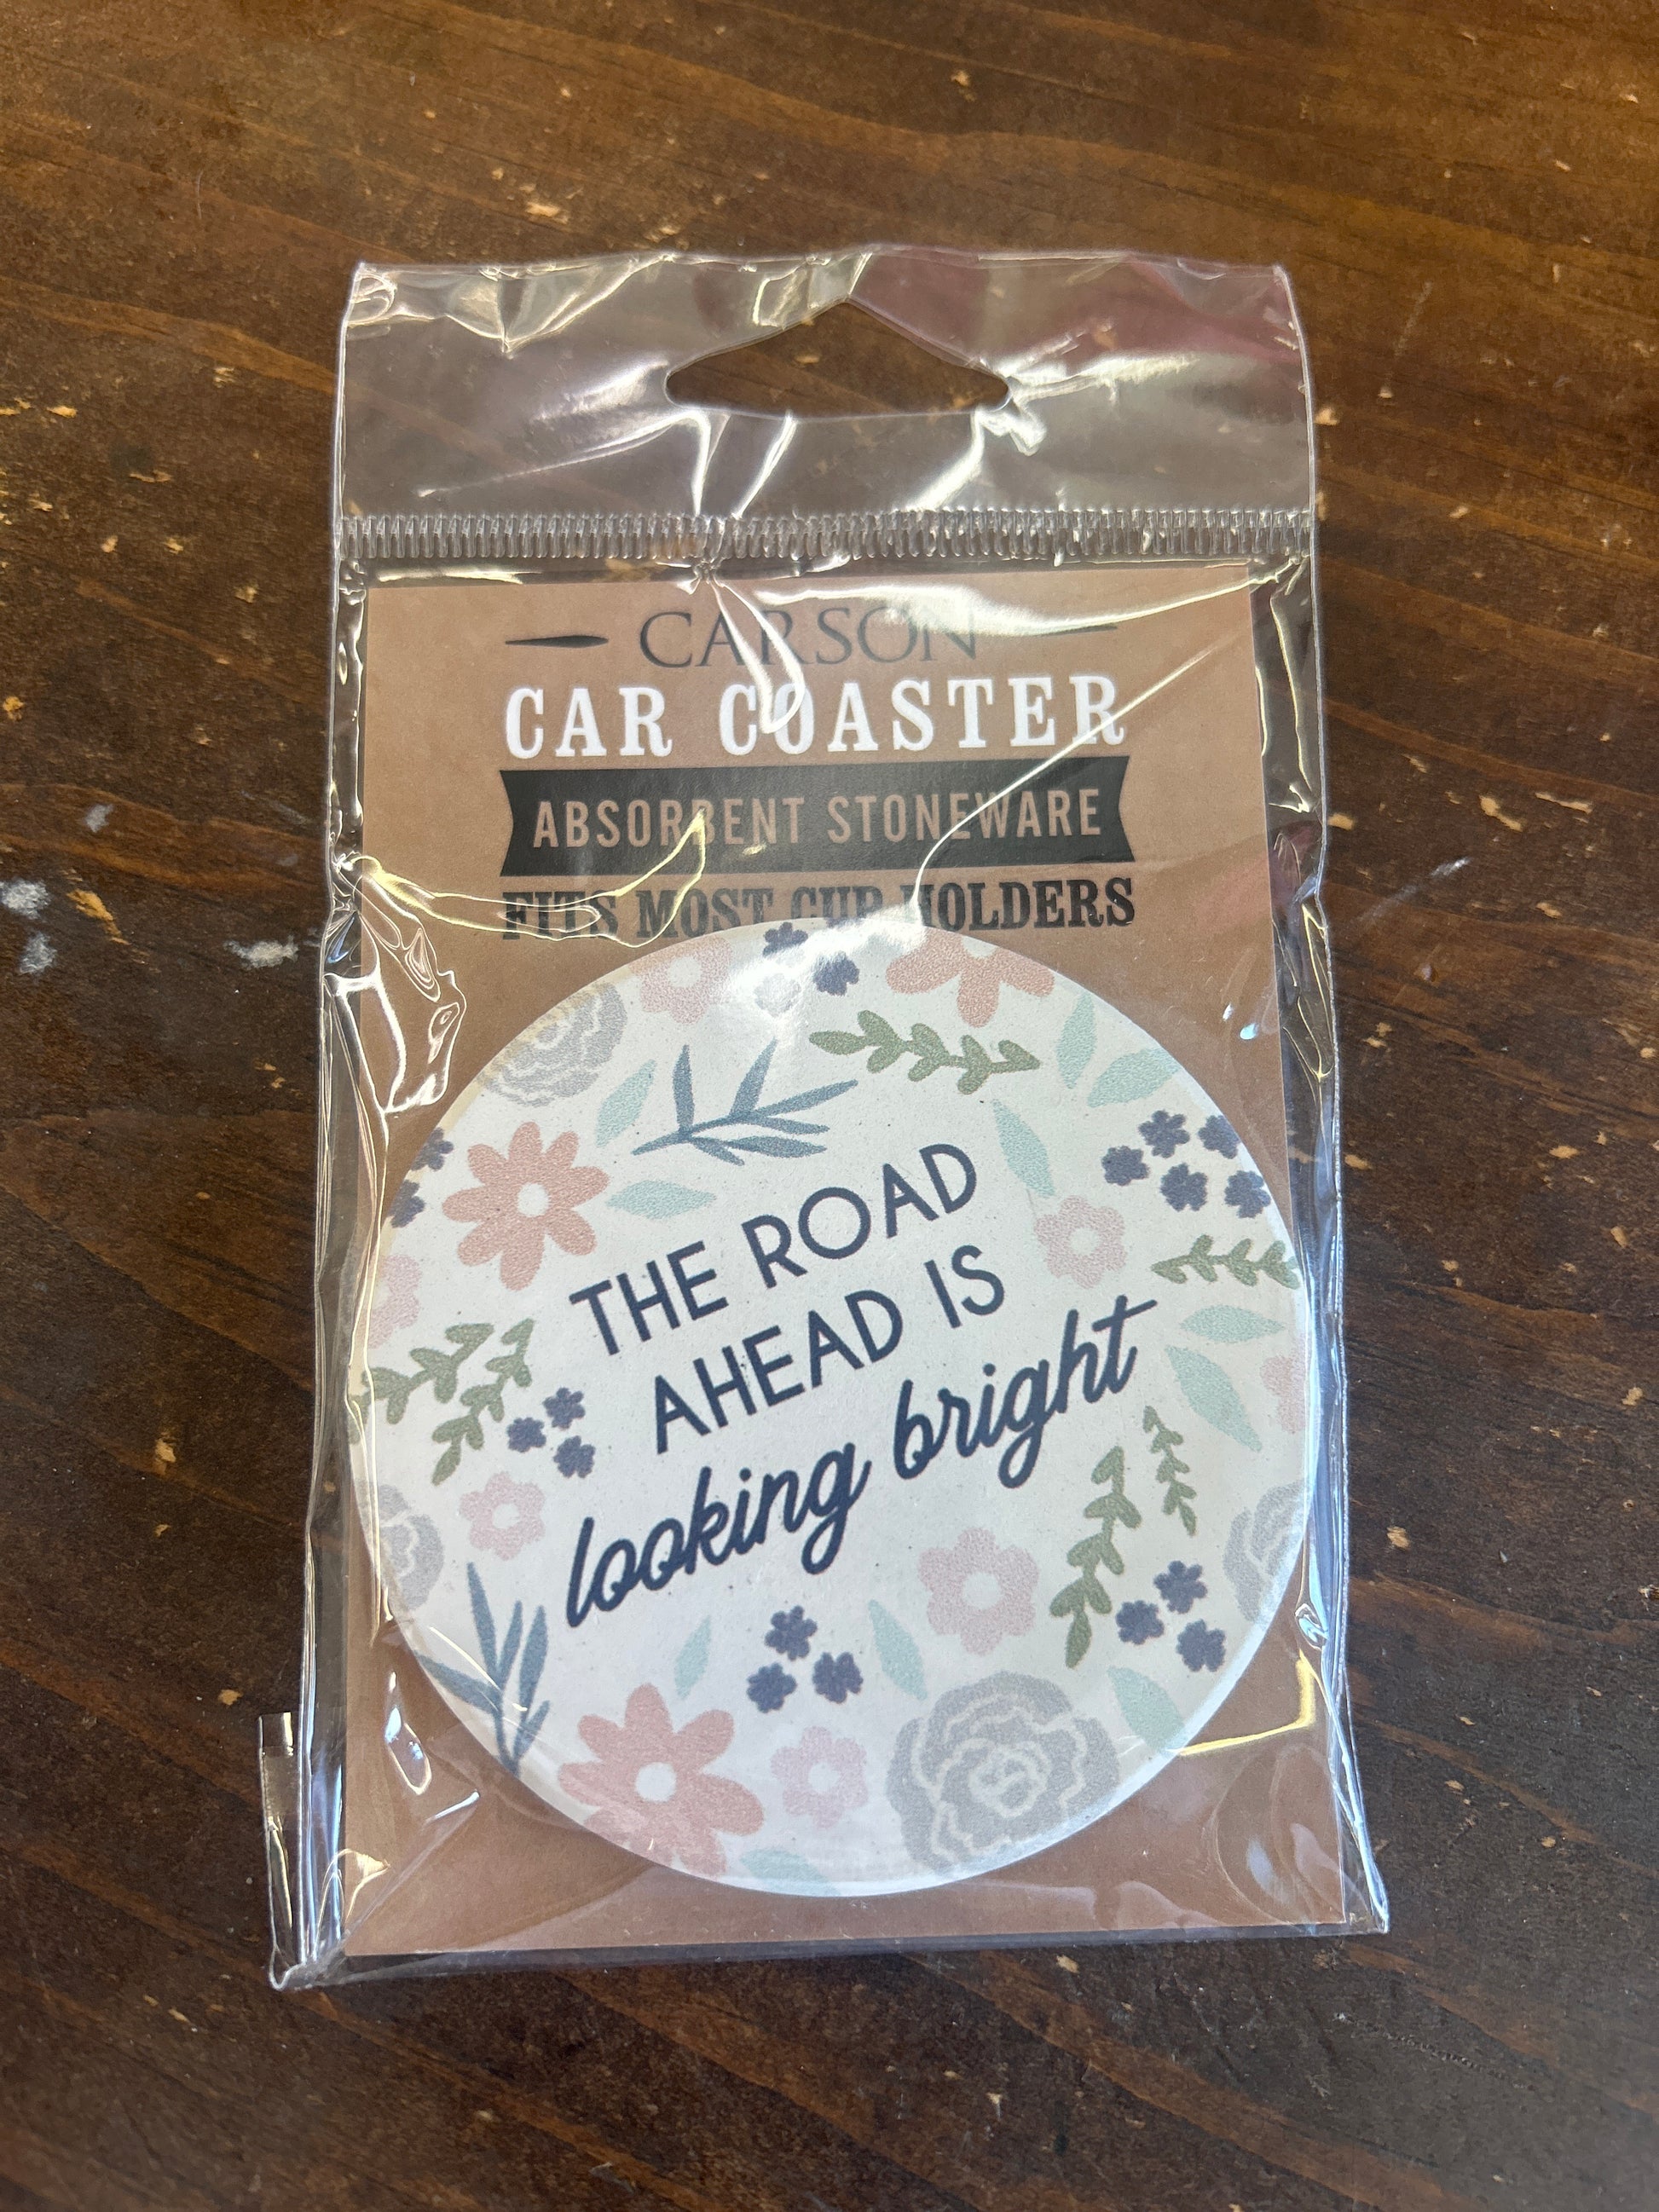 CARSON
CAR COASTER
ABSORBENT STONEWARE
FITS MOST CUP HOLDERS
THE ROAD
AHEAD IS
looking bright